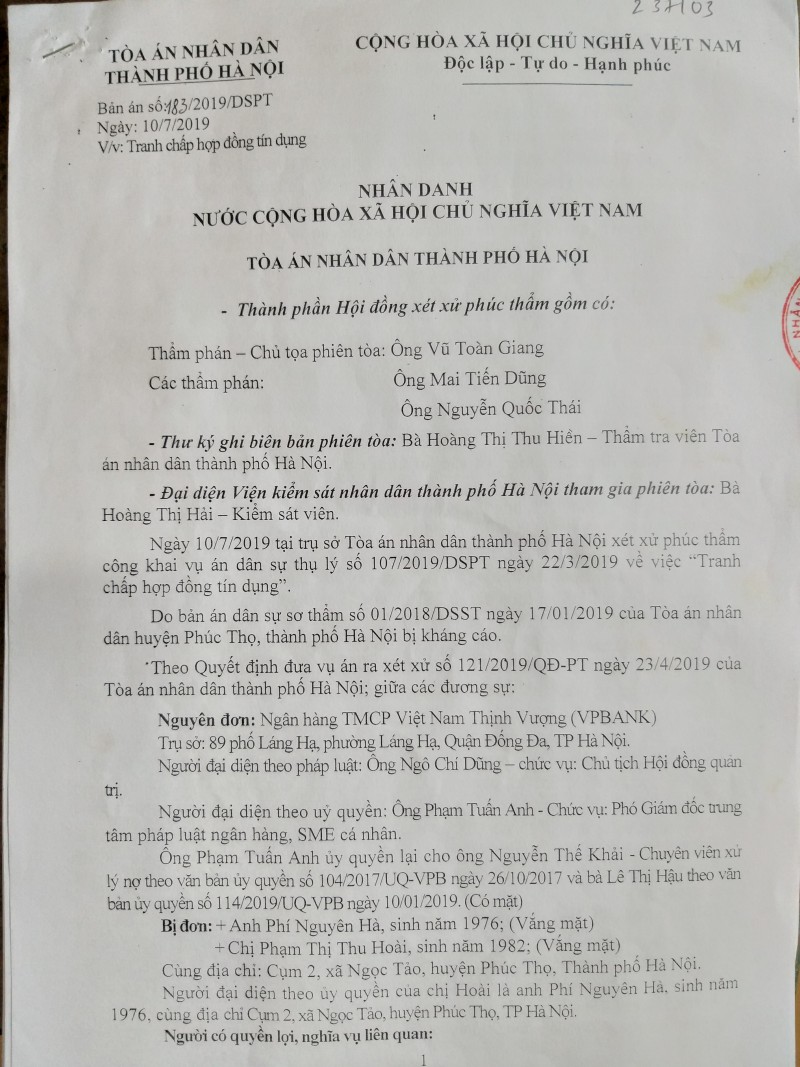 237/03
TÒA ÁN NHÂN DÂN
THÀNH PHỐ HÀ NỘI
CỘNG HÒA XÃ HỘI CHỦ NGHĨA VIỆT NAM
Độc lập - Tự do - Hạnh phúc
Bản án số:183/2019/DSPT
Ngày: 10/7/2019
V/v: Tranh chấp hợp đồng tín dụng
NHÂN DANH
NƯỚC CỘNG HÒA XÃ HỘI CHỦ NGHĨA VIỆT NAM
TÒA ÁN NHÂN DÂN THÀNH PHỐ HÀ NỘI
- Thành phần Hội đồng xét xử phúc thẩm gồm có:
NHÂ
Thẩm phán – Chủ tọa phiên tòa: Ông Vũ Toàn Giang
Các thẩm phán: Ông Mai Tiến Dũng
Ông Nguyễn Quốc Thái
- Thư ký ghi biên bản phiên tòa: Bà Hoàng Thị Thu Hiền – Thẩm tra viên Tòa
án nhân dân thành phố Hà Nội.
- Đại diện Viện kiểm sát nhân dân thành phố Hà Nội tham gia phiên tòa: Bà
Hoàng Thị Hải – Kiểm sát viên.
Ngày 10/7/2019 tại trụ sở Tòa án nhân dân thành phố Hà Nội xét xử phúc thẩm
công khai vụ án dân sự thụ lý số 107/2019/DSPT ngày 22/3/2019 về việc “Tranh
chấp hợp đồng tín dụng”.
Do bản án dân sự sơ thẩm số 01/2018/DSST ngày 17/01/2019 của Tòa án nhân
dân huyện Phúc Thọ, thành phố Hà Nội bị kháng cáo.
Theo Quyết định đưa vụ án ra xét xử số 121/2019/QĐ-PT ngày 23/4/2019 của
Tòa án nhân dân thành phố Hà Nội; giữa các đương sự:
Nguyên đơn: Ngân hàng TMCP Việt Nam Thịnh Vượng (VPBANK)
Trụ sở: 89 phố Láng Hạ, phường Láng Hạ, Quận Đống Đa, TP Hà Nội.
Người đại diện theo pháp luật: Ông Ngô Chí Dũng – chức vụ: Chủ tịch Hội đồng quản
trị.
Người đại diện theo uỷ quyền: Ông Phạm Tuấn Anh - Chức vụ: Phó Giám đốc trung
tâm pháp luật ngân hàng, SME cá nhân.
Ông Phạm Tuấn Anh ủy quyền lại cho ông Nguyễn Thế Khải - Chuyên viên xử
lý nợ theo văn bản ủy quyền số 104/2017/UQ-VPB ngày 26/10/2017 và bà Lê Thị Hậu theo văn
bản ủy quyền số 114/2019/UQ-VPB ngày 10/01/2019. (Có mặt)
Bị đơn: + Anh Phí Nguyên Hà, sinh năm 1976; (Vắng mặt)
+ Chị Phạm Thị Thu Hoài, sinh năm 1982; (Vắng mặt)
Cùng địa chỉ: Cụm 2, xã Ngọc Tảo, huyện Phúc Thọ, Thành phố Hà Nội.
Người đại diện theo ủy quyền của chị Hoài là anh Phí Nguyên Hà, sinh năm
1976, cùng địa chỉ Cụm 2, xã Ngọc Tảo, huyện Phúc Thọ, TP Hà Nội.
Người có quyền lợi, nghĩa vụ liên quan:
1